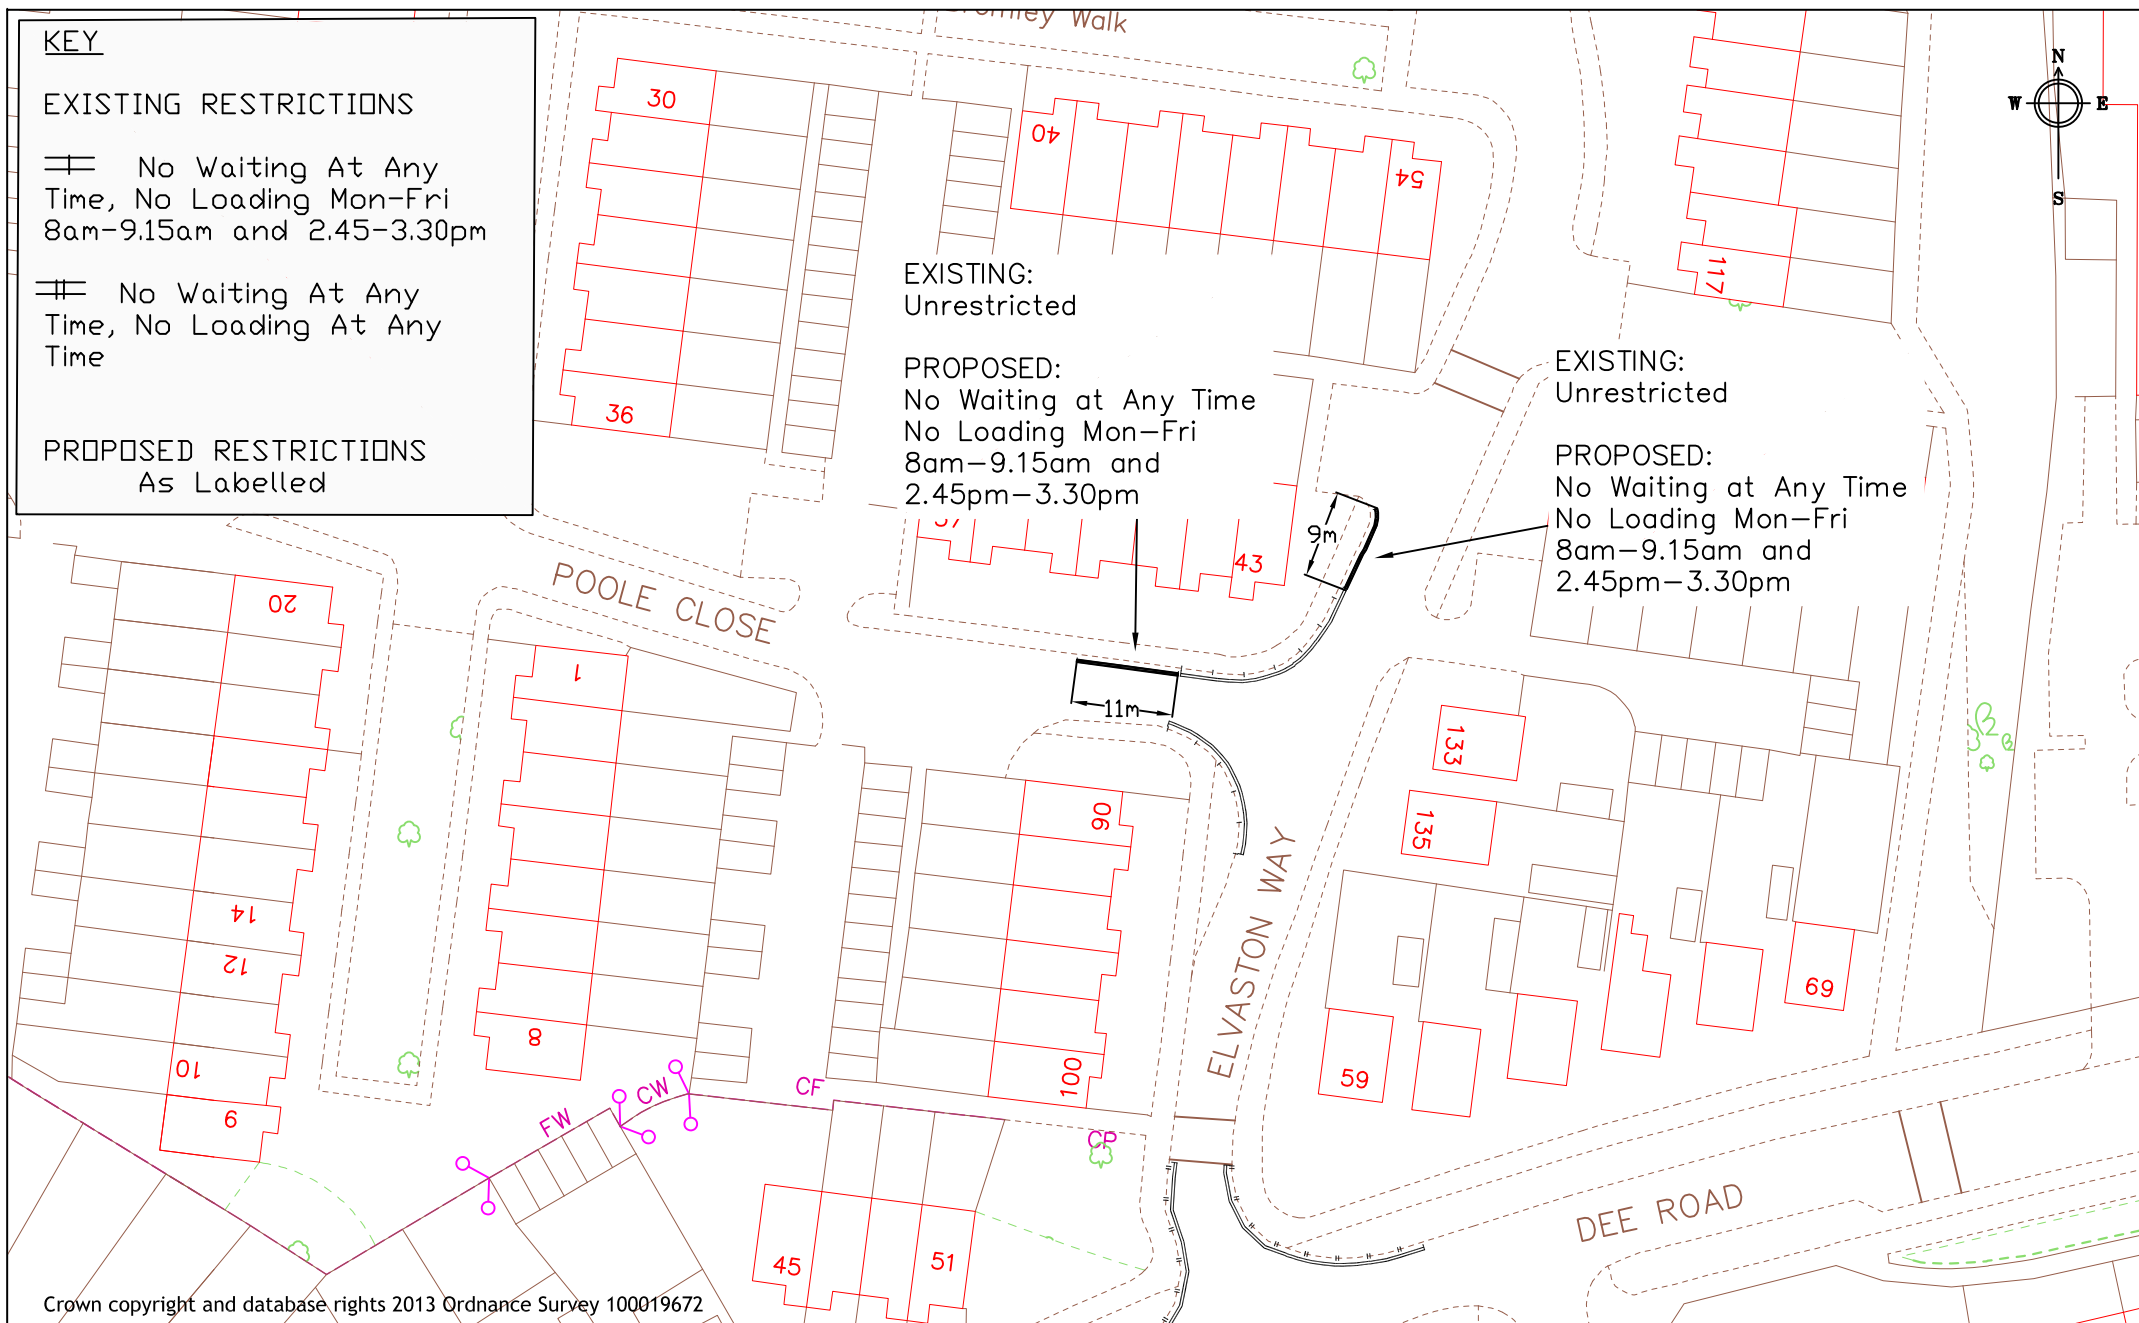 KEY
EXISTING RESTRICTIONS
No Waiting At Any
Time, No Loading Mon-Fri
8am-9.15am and 2.45-3.30pm
No Waiting At Any
Time, No Loading At Any
Time
PROPOSED RESTRICTIONS
As Labelled
Walk
N
W E
S
30
40
54
117
36
EXISTING:
Unrestricted
PROPOSED:
No Waiting at Any Time
No Loading Mon-Fri
8am-9.15am and
2.45pm-3.30pm
EXISTING:
Unrestricted
PROPOSED:
No Waiting at Any Time
No Loading Mon-Fri
8am-9.15am and
2.45pm-3.30pm
37
43
9m
POOLE CLOSE
20
1
11m
133
135
90
ELVASTON WAY
14
12
10
9
8
100
59
69
FW
CW
CF
CP
45
51
DEE ROAD
Crown copyright and database rights 2013 Ordnance Survey 100019672